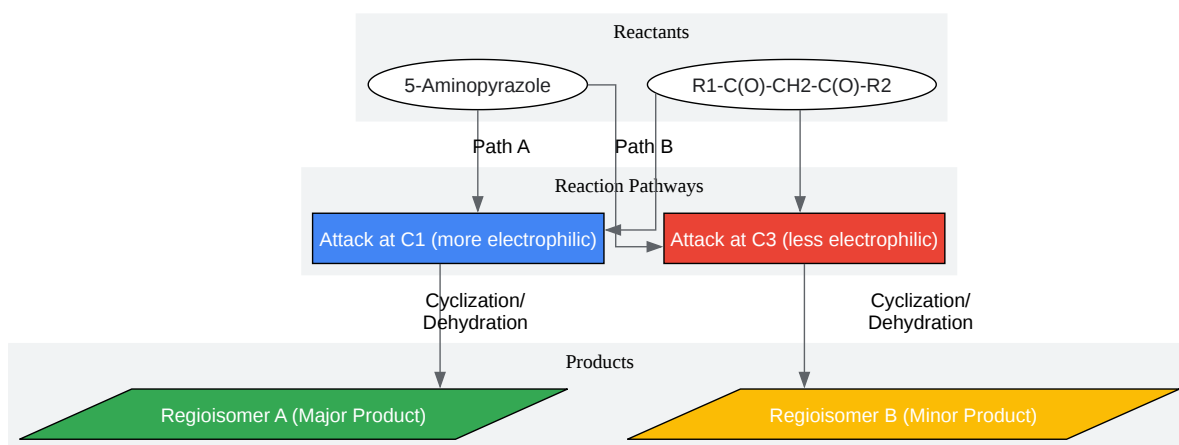 Reactants
5-Aminopyrazole
R1-C(O)-CH2-C(O)-R2
Path A
Path B
Reaction Pathways
Attack at C1 (more electrophilic)
Attack at C3 (less electrophilic)
Cyclization/
Dehydration
Cyclization/
Dehydration
Products
Regioisomer A (Major Product)
Regioisomer B (Minor Product)